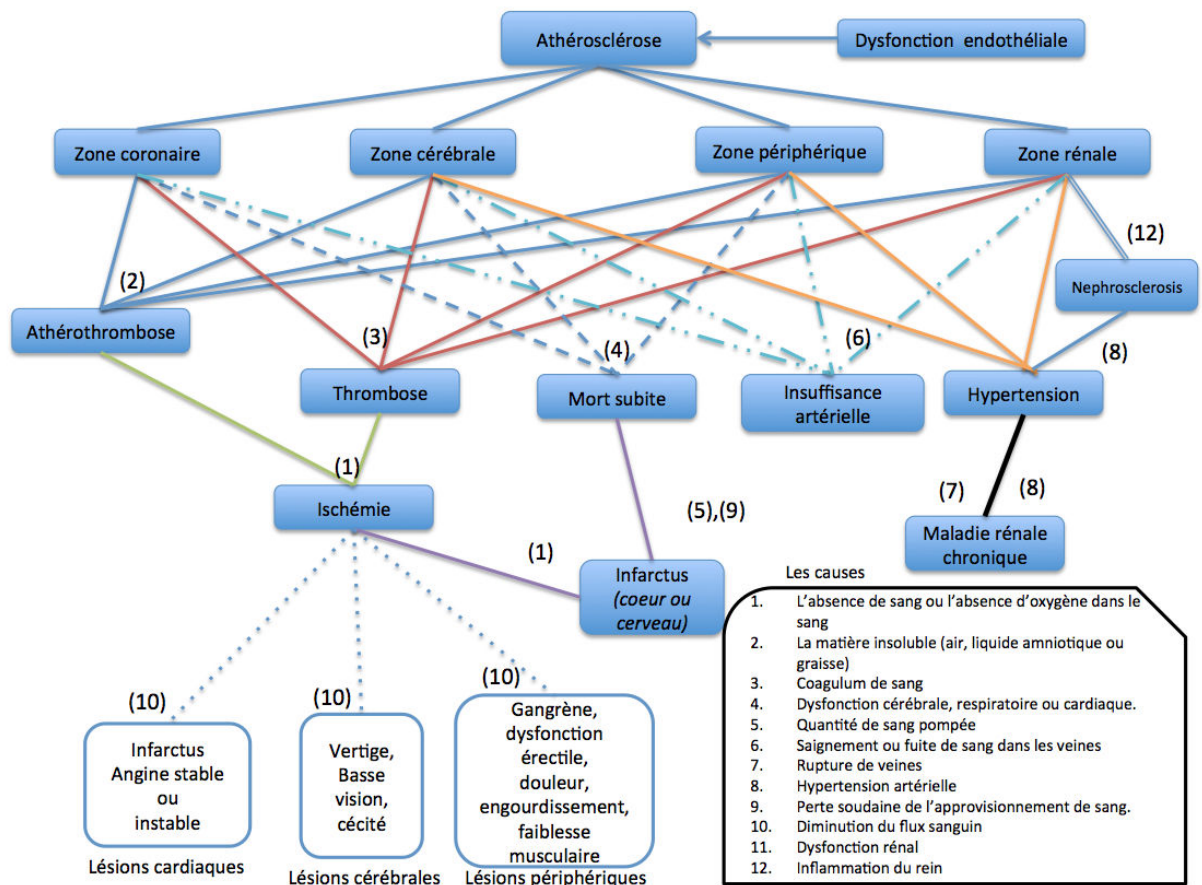 Athérosclérose
Dysfonction endothéliale
Zone coronaire
Zone cérébrale
Zone périphérique
Zone rénale
(12)
(2)
Nephrosclerosis
Athérothrombose
(3)
(4)
(6)
(8)
Thrombose
Mort subite
Insuffisance
artérielle
Hypertension
(1)
Ischémie
(5),(9)
(7)
(8)
(1)
Maladie rénale
chronique
Infarctus
(coeur ou
cerveau)
Les causes
1. L'absence de sang ou l'absence d'oxygène dans le
sang
2. La matière insoluble (air, liquide amniotique ou
graisse)
3. Coagulum de sang
4. Dysfonction cérébrale, respiratoire ou cardiaque.
5. Quantité de sang pompée
6. Saignement ou fuite de sang dans les veines
7. Rupture de veines
8. Hypertension artérielle
9. Perte soudaine de l'approvisionnement de sang.
10. Diminution du flux sanguin
11. Dysfonction rénal
12. Inflammation du rein
(10)
(10)
(10)
Infarctus
Angine stable
ou
instable
Lésions cardiaques
Vertige,
Basse
vision,
cécité
Lésions cérébrales
Gangrène,
dysfonction
érectile,
douleur,
engourdissement,
faiblesse
musculaire
Lésions périphériques